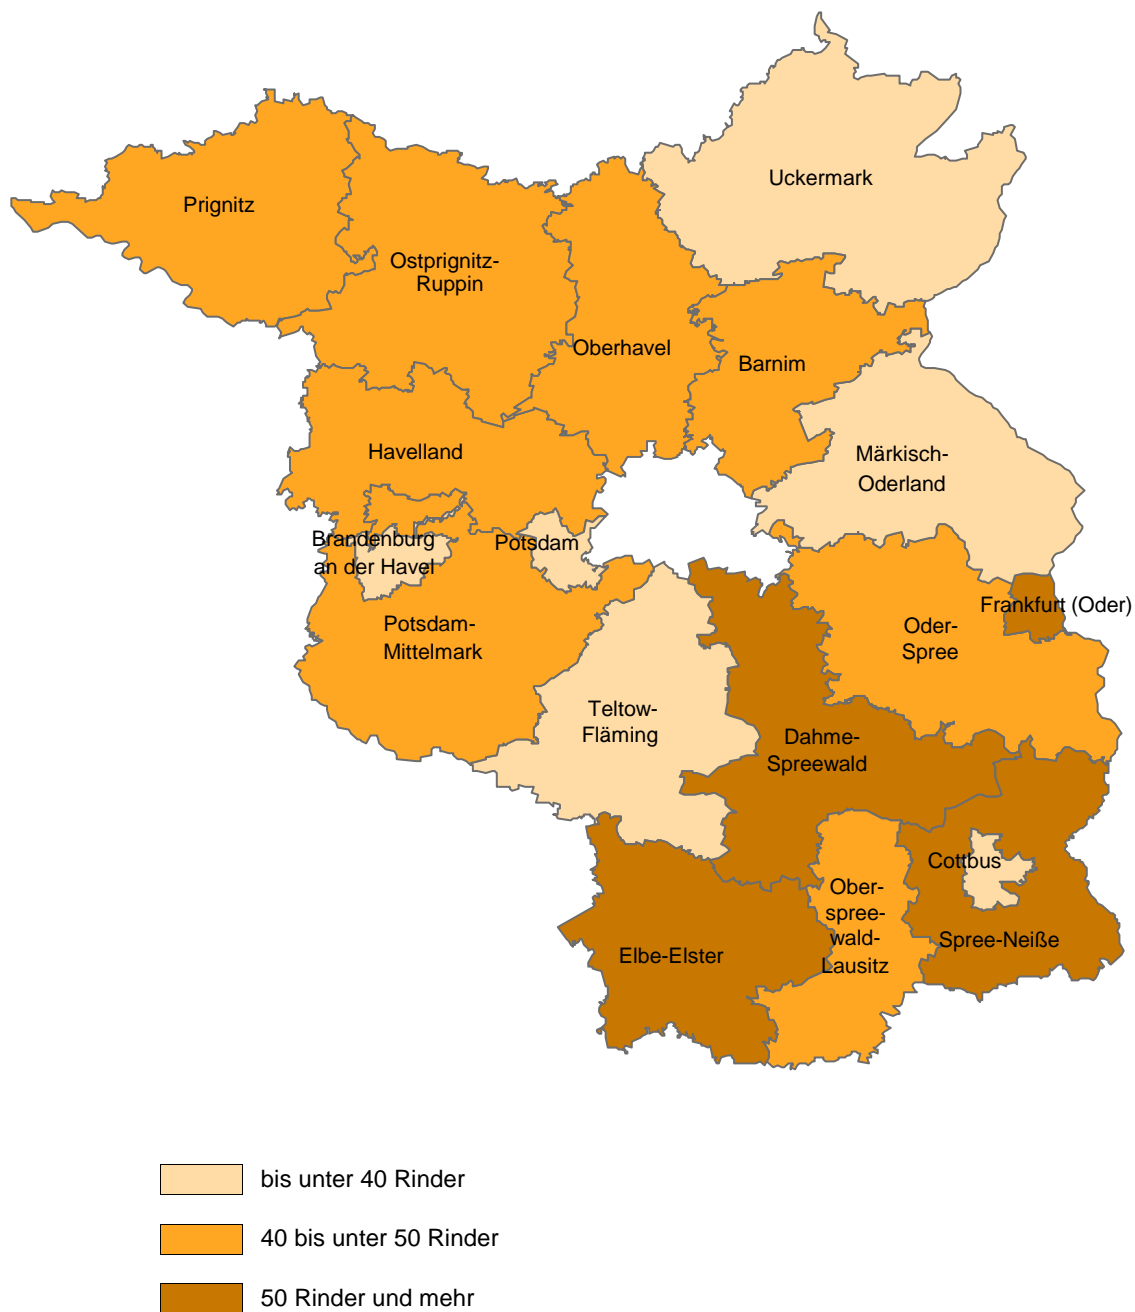 Uckermark
Prignitz
Ostprignitz-
Ruppin
Oberhavel
Barnim
Havelland
Märkisch-
Oderland
Brandenburg
an der Havel
Potsdam
Frankfurt (Oder)
Potsdam-
Mittelmark
Oder-
Spree
Teltow-
Fläming
Dahme-
Spreewald
Cottbus
Ober-
spree-
wald-
Lausitz
Spree-Neiße
Elbe-Elster
bis unter 40 Rinder
40 bis unter 50 Rinder
50 Rinder und mehr